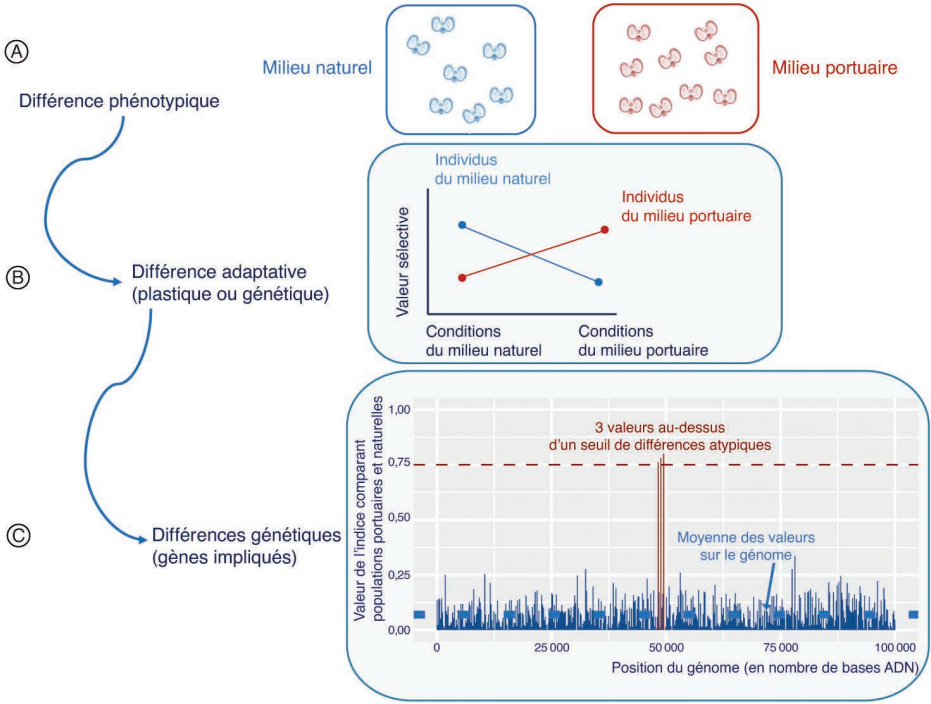 A
Milieu naturel
Milieu portuaire
Différence phénotypique
Individus
du milieu naturel
Individus
du milieu portuaire
Valeur sélective
B
Différence adaptative
(plastique ou génétique)
Conditions
du milieu naturel
Conditions
du milieu portuaire
C
Différences génétiques
(gènes impliqués)
Valeur de l'indice comparant
populations portuaires et naturelles
1,00
0,75
0,50
0,25
0,00
3 valeurs au-dessus
d'un seuil de différences atypiques
Moyenne des valeurs
sur le génome
0
25 000
50 000
75 000
100 000
Position du génome (en nombre de bases ADN)